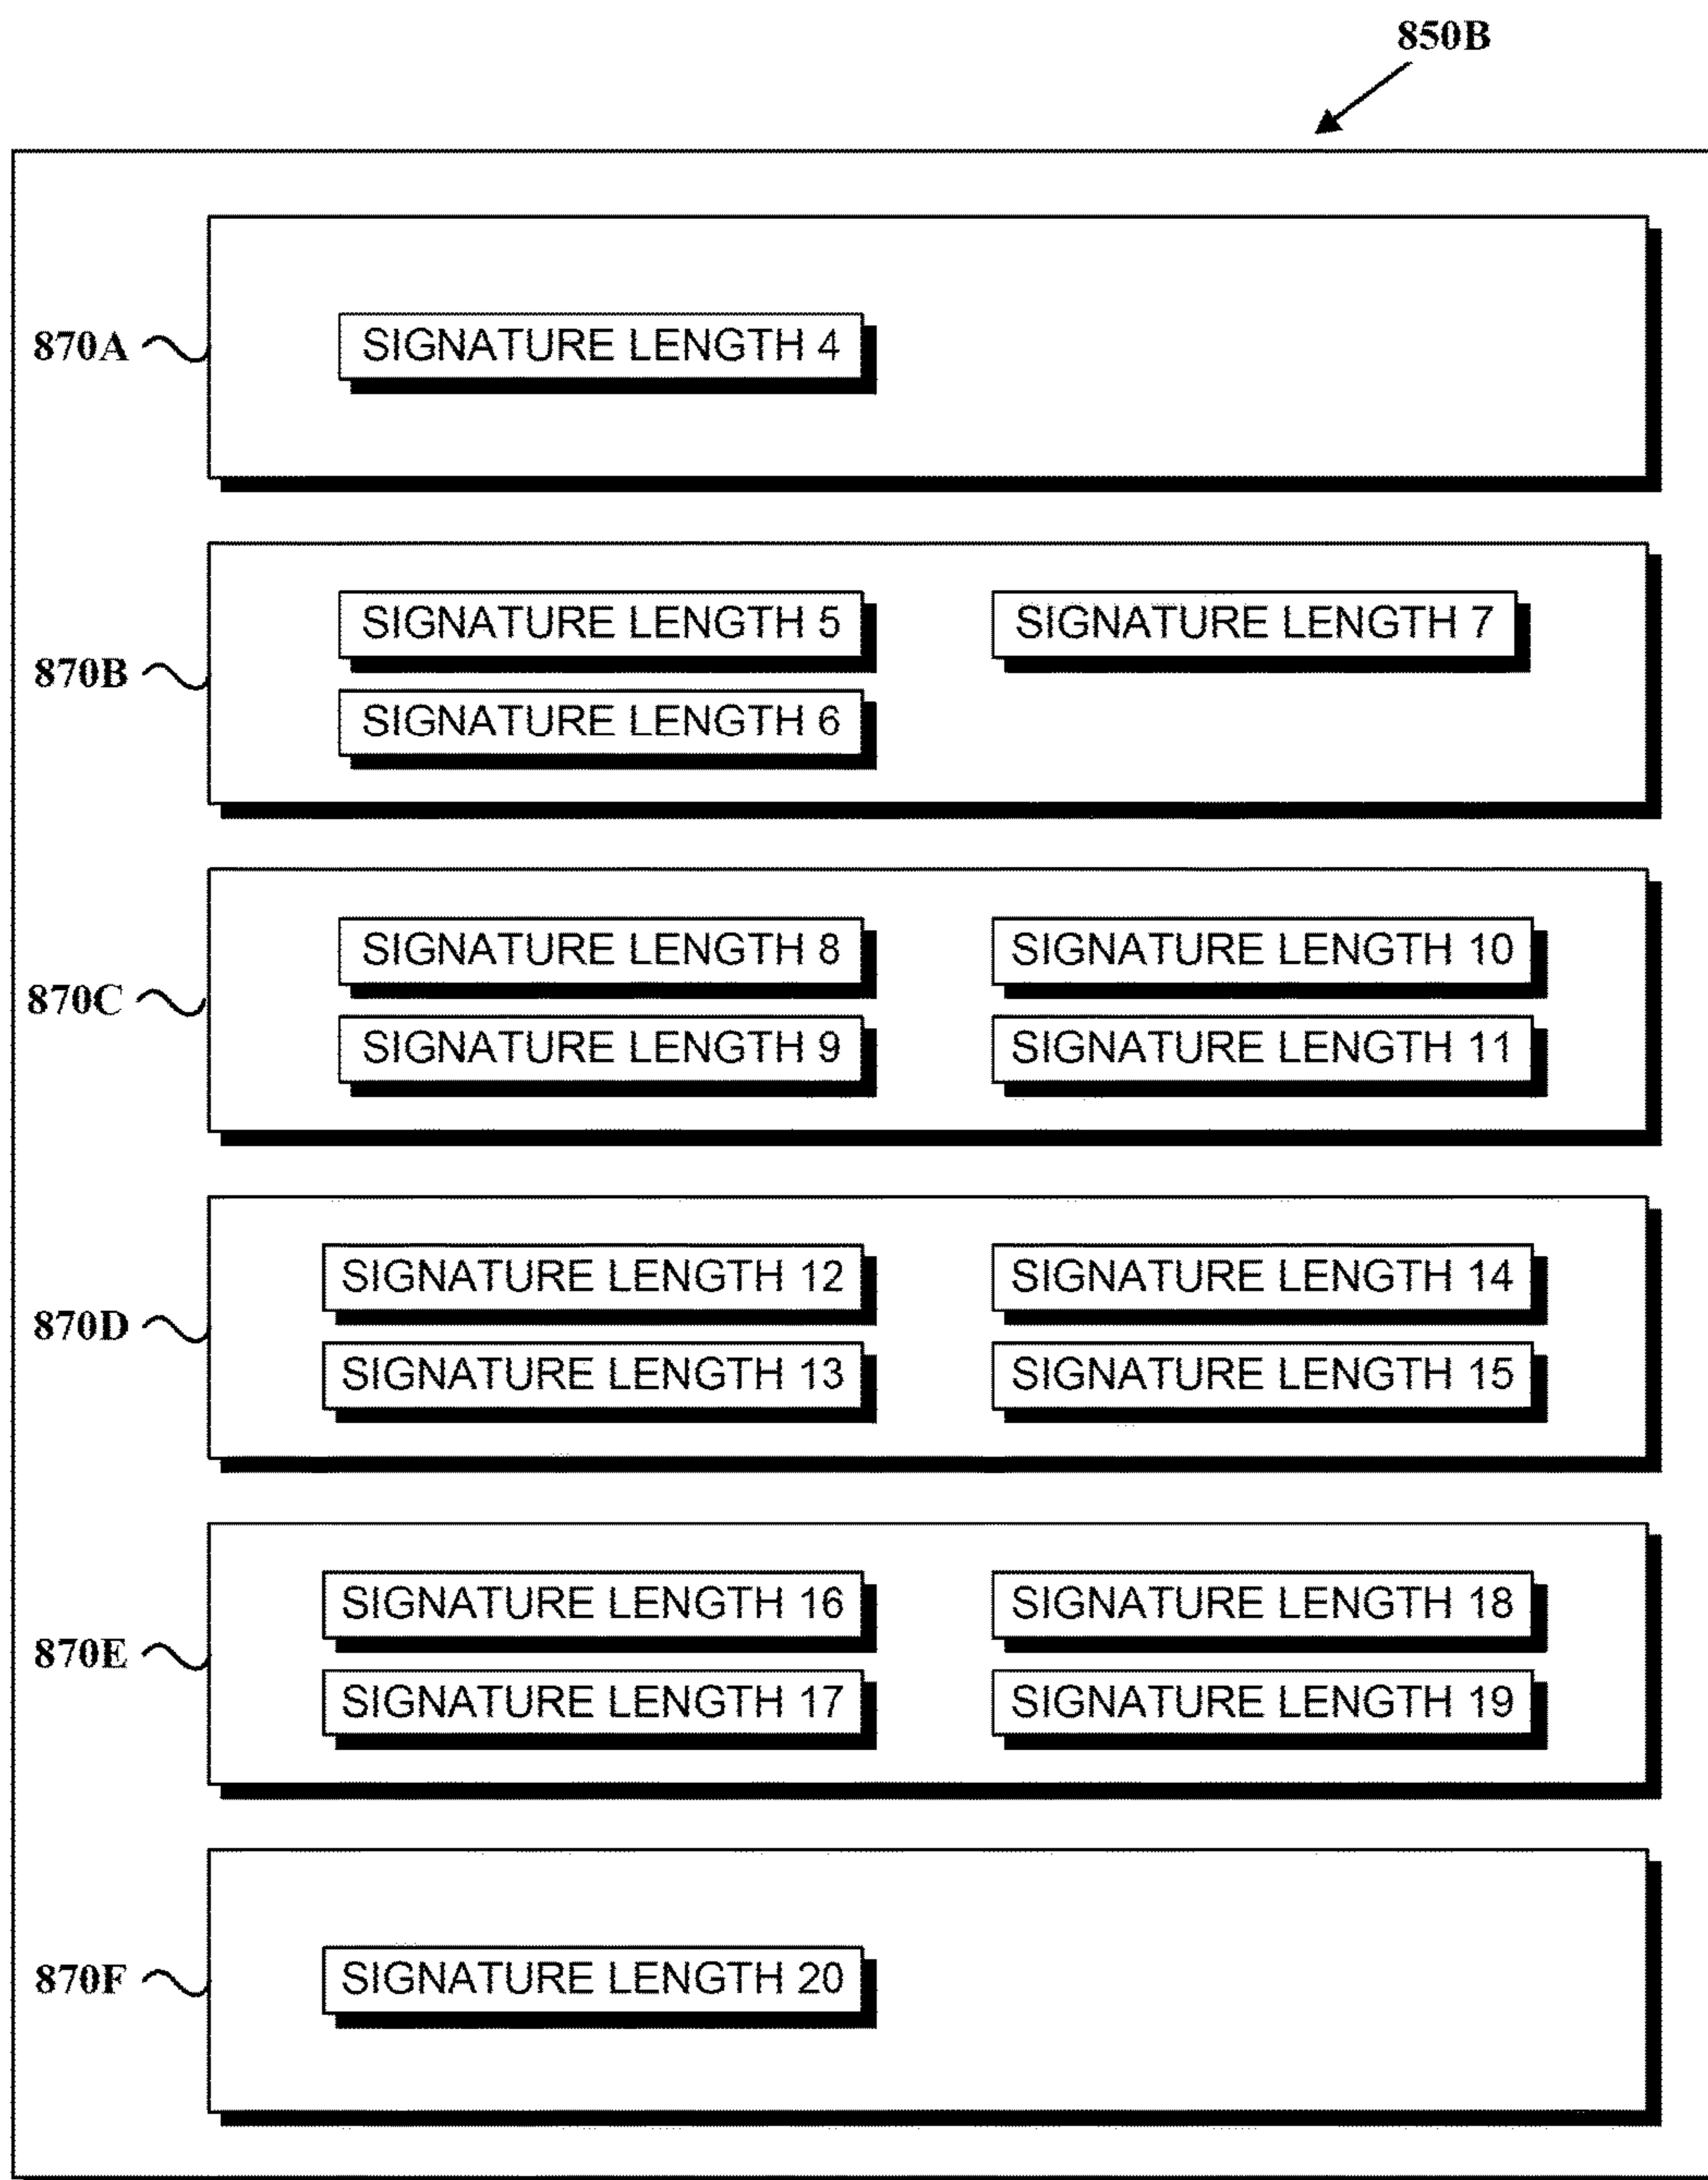 850B
870A
SIGNATURE LENGTH 4
870B
SIGNATURE LENGTH 5
SIGNATURE LENGTH 7
SIGNATURE LENGTH 6
870C
SIGNATURE LENGTH 8
SIGNATURE LENGTH 10
SIGNATURE LENGTH 9
SIGNATURE LENGTH 11
870D
SIGNATURE LENGTH 12
SIGNATURE LENGTH 14
SIGNATURE LENGTH 13
SIGNATURE LENGTH 15
870E
SIGNATURE LENGTH 16
SIGNATURE LENGTH 18
SIGNATURE LENGTH 17
SIGNATURE LENGTH 19
870F
SIGNATURE LENGTH 20